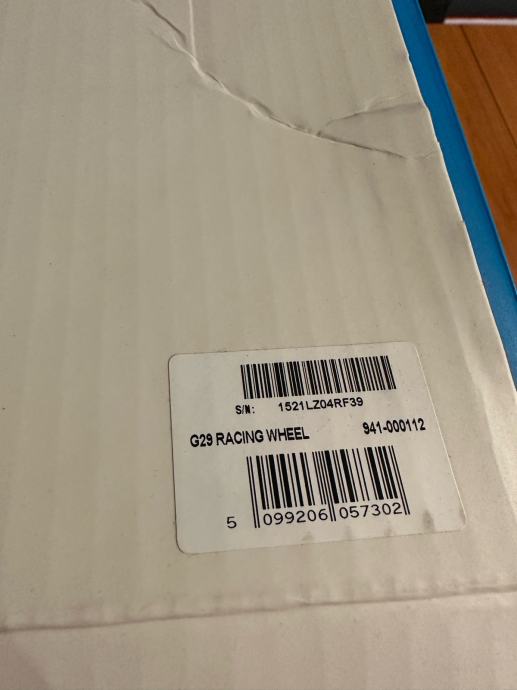 S/N: 1521LZ04RF39
G29 RACING WHEEL 941-000112
5 099206 057302